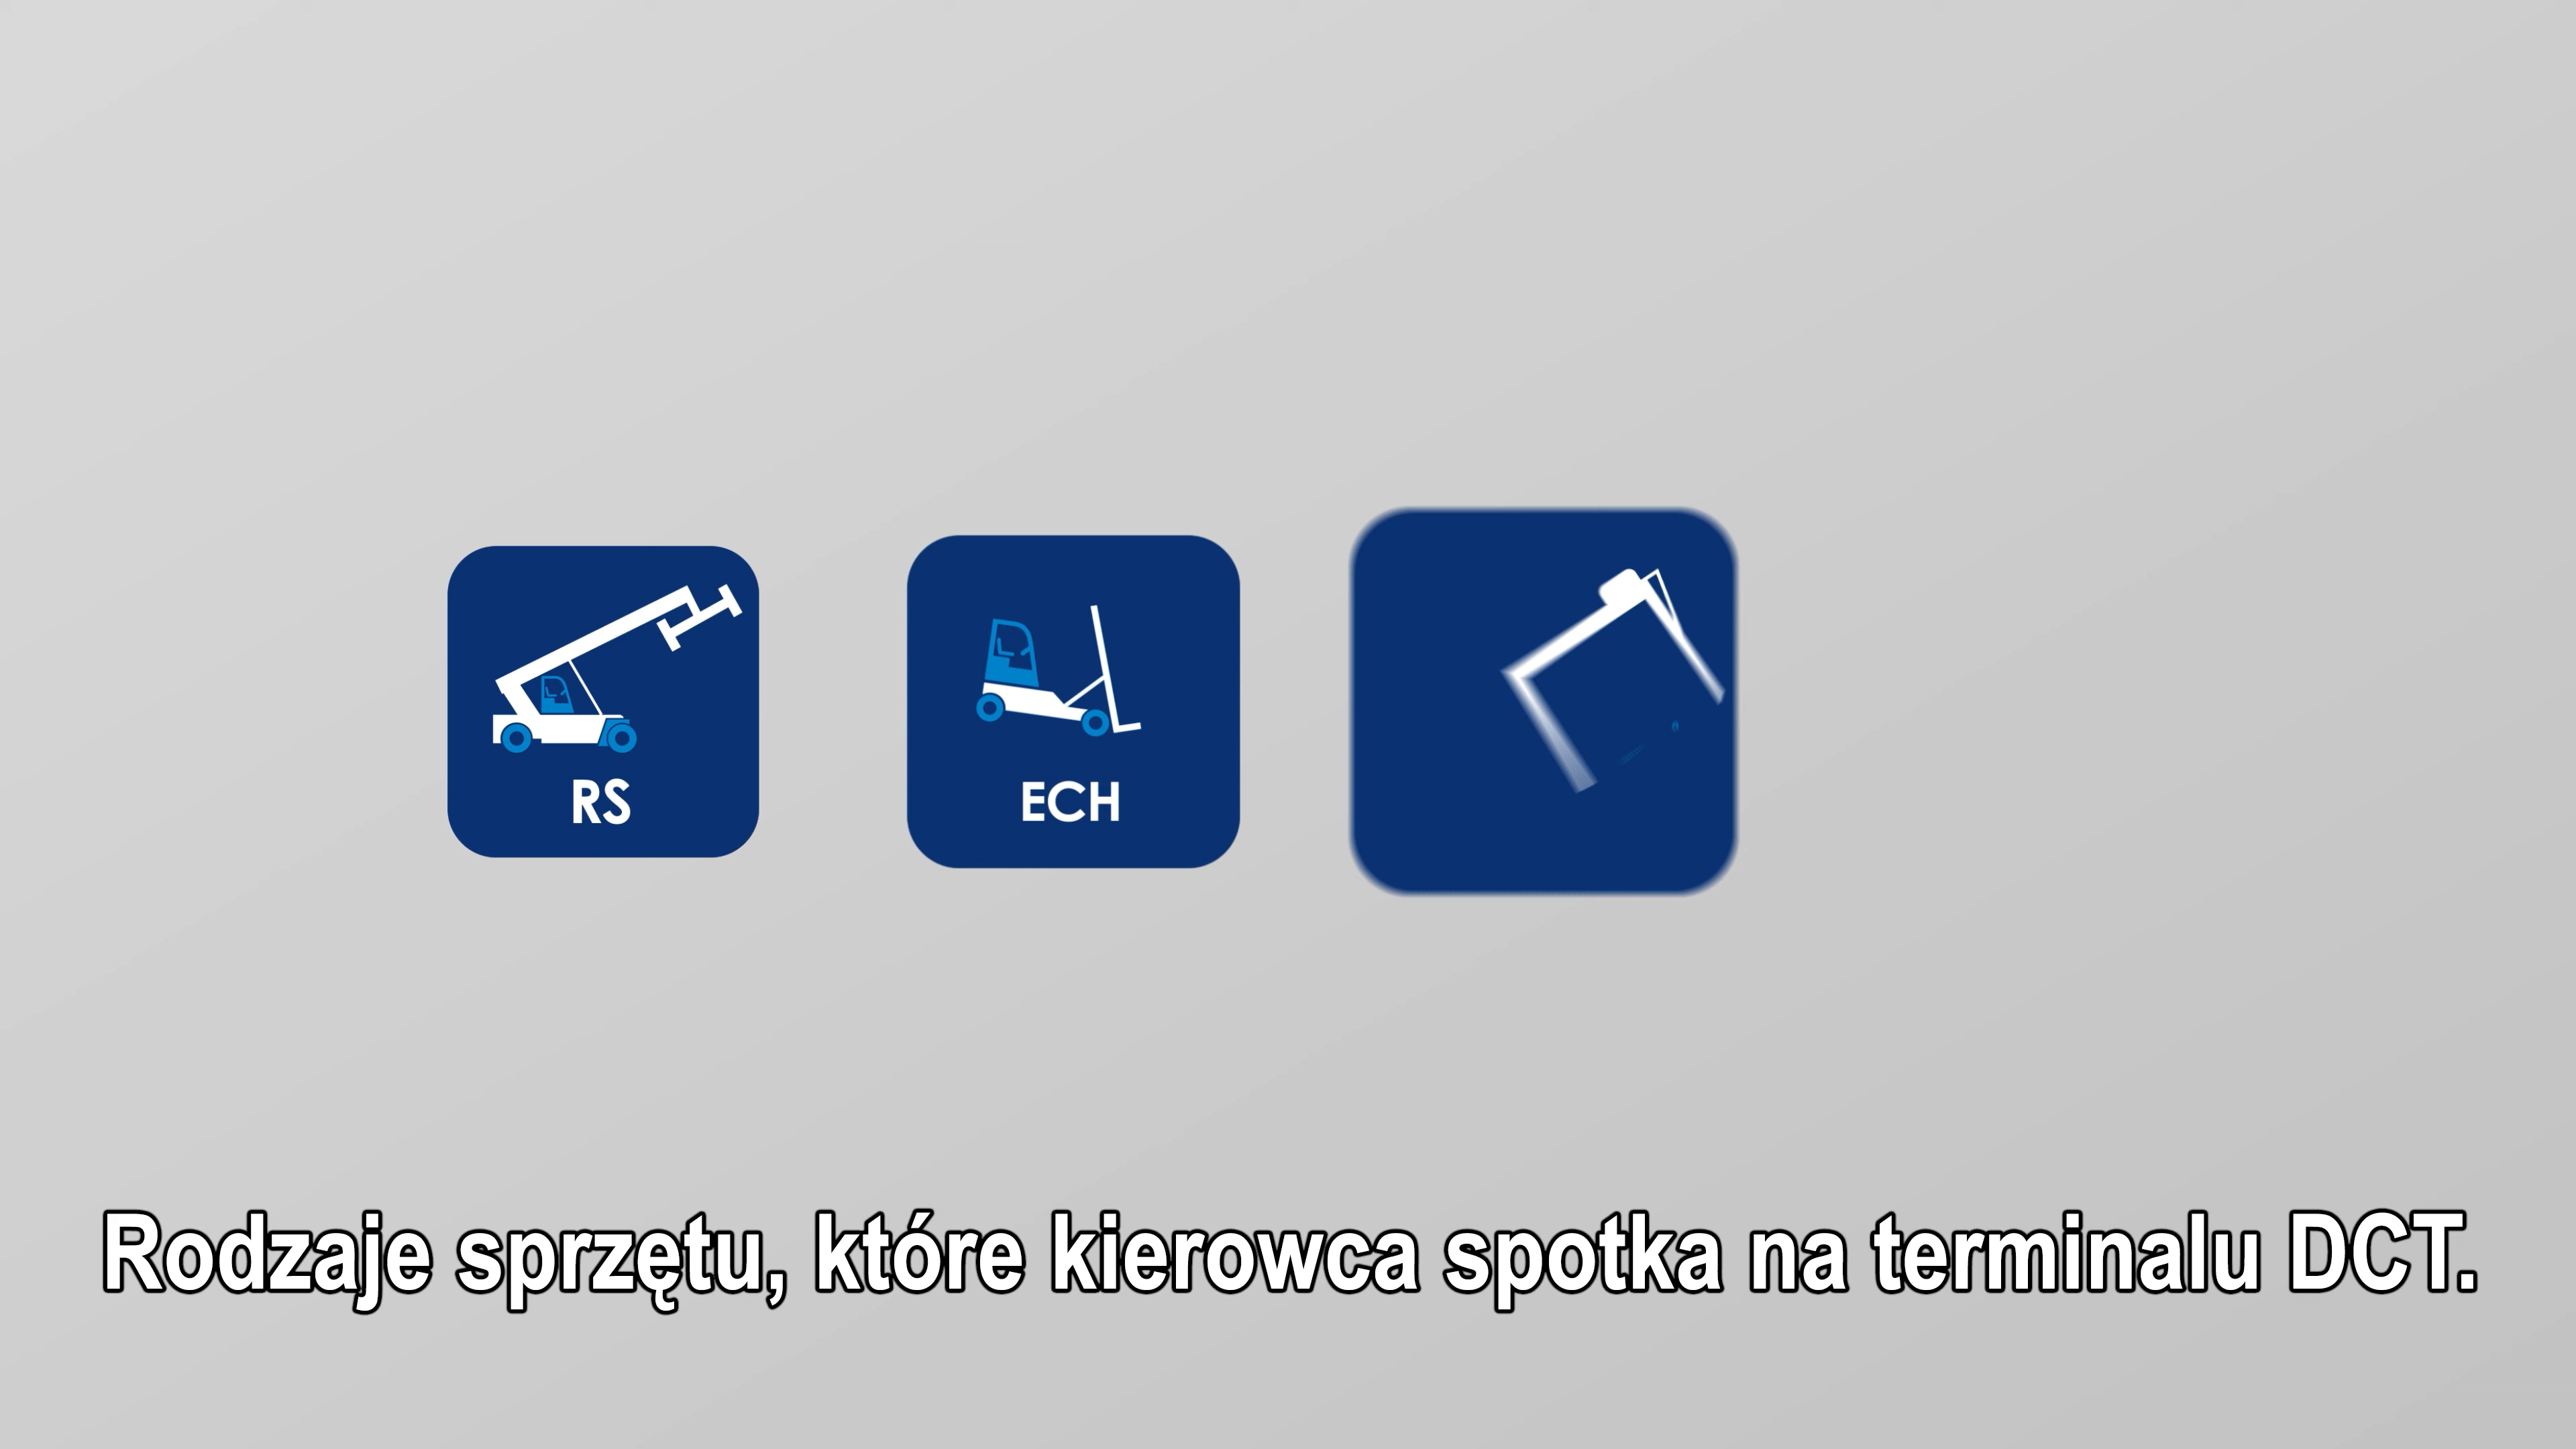 RS
ECH
Rodzaje sprzętu, które kierowca spotka na terminalu DCT.